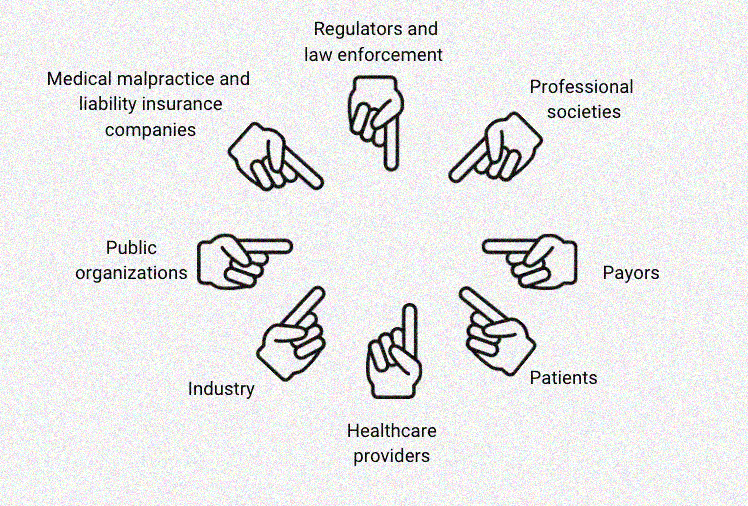 Regulators and
law enforcement
Medical malpractice and
liability insurance
companies
Professional
societies
Public
organizations
Payors
Industry
Patients
Healthcare
providers